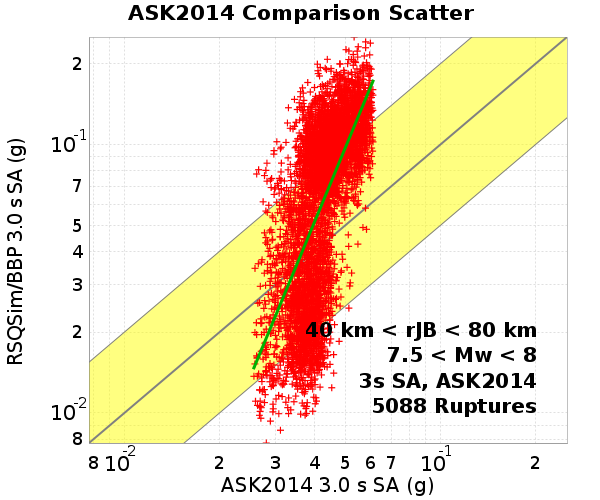 ASK2014 Comparison Scatter
RSQSim/BBP 3.0 s SA (g)
2
10⁻¹
7
5
4
3
2
10⁻²
8
40 km < rJB < 80 km
7.5 < Mw < 8
3s SA, ASK2014
5088 Ruptures
8 10⁻² 2 3 4 5 6 7 10⁻¹ 2
ASK2014 3.0 s SA (g)